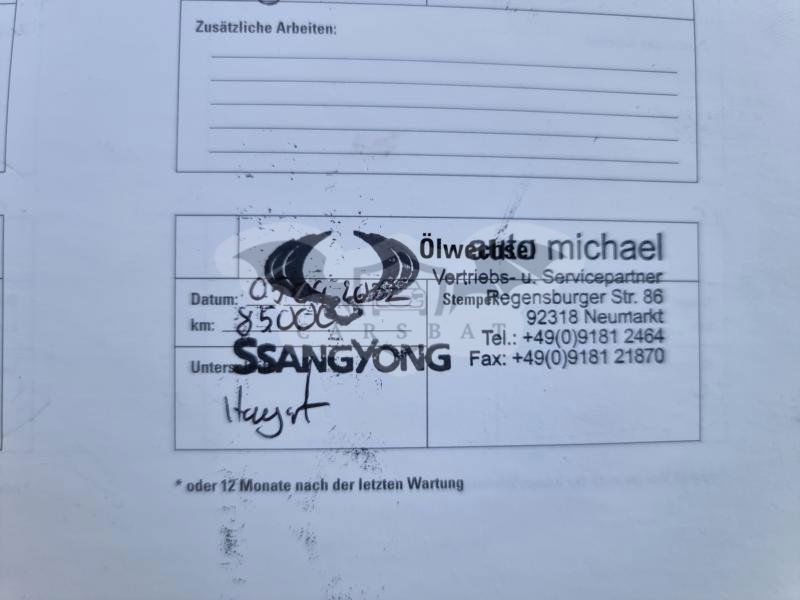 Zusätzliche Arbeiten:
Ölwechsel
auto michael
Vertriebs- u. Servicepartner
Datum:
Stempel:
Regensburger Str. 86
km: 85000
92318 Neumarkt
CARSBAT
Tel.: +49(0)9181 2464
SSANGYONG
Fax: +49(0)9181 21870
* oder 12 Monate nach der letzten Wartung